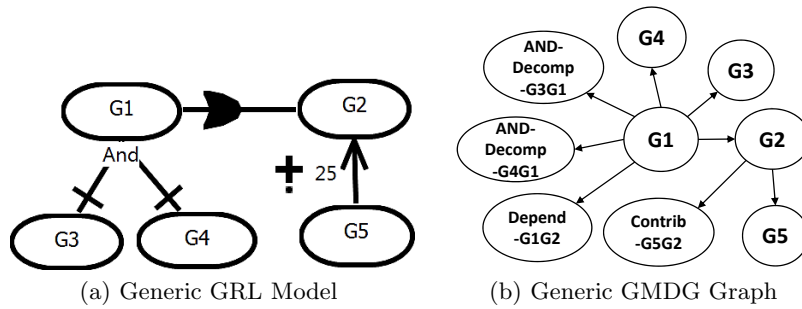 G1
G2
And
25
G3
G4
G5
(a) Generic GRL Model
G4
AND-
Decomp
-G3G1
G3
AND-
Decomp
-G4G1
G1
G2
Depend
-G1G2
Contrib
-G5G2
G5
(b) Generic GMDG Graph